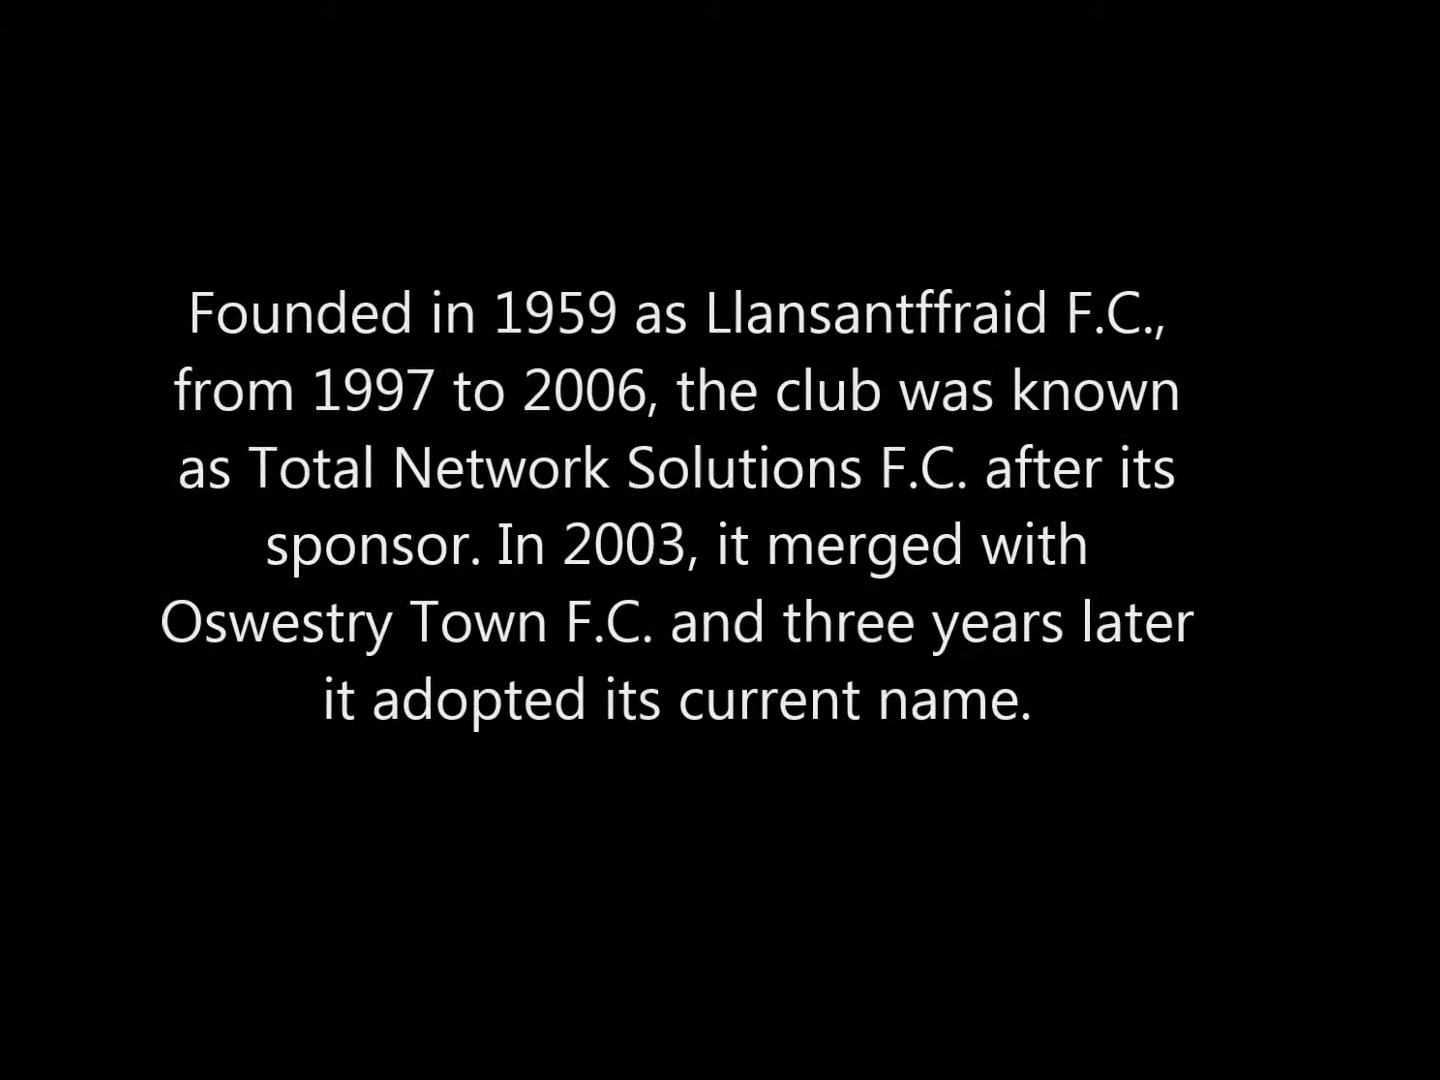 Founded in 1959 as Llansantffraid F.C.,
from 1997 to 2006, the club was known
as Total Network Solutions F.C. after its
sponsor. In 2003, it merged with
Oswestry Town F.C. and three years later
it adopted its current name.